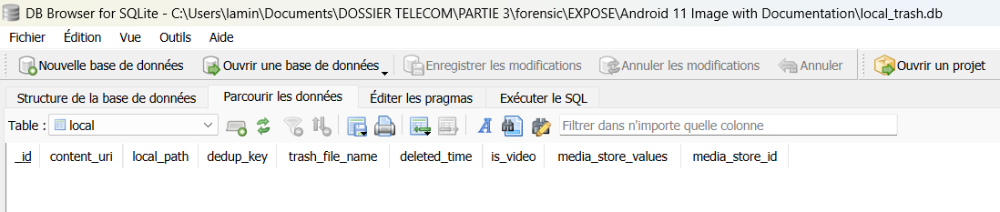 DB Browser for SQLite - C:\Users\lamin\Documents\DOSSIER TELECOM\PARTIE 3\forensic\EXPOSE\Android 11 Image with Documentation\local_trash.db
Fichier Édition Vue Outils Aide
Nouvelle base de données Ouvrir une base de données Enregistrer les modifications Annuler les modifications Annuler Ouvrir un projet
Structure de la base de données Parcourir les données Éditer les pragmas Exécuter le SQL
Table : local Filtrer dans n'importe quelle colonne
_id content_uri local_path dedup_key trash_file_name deleted_time is_video media_store_values media_store_id